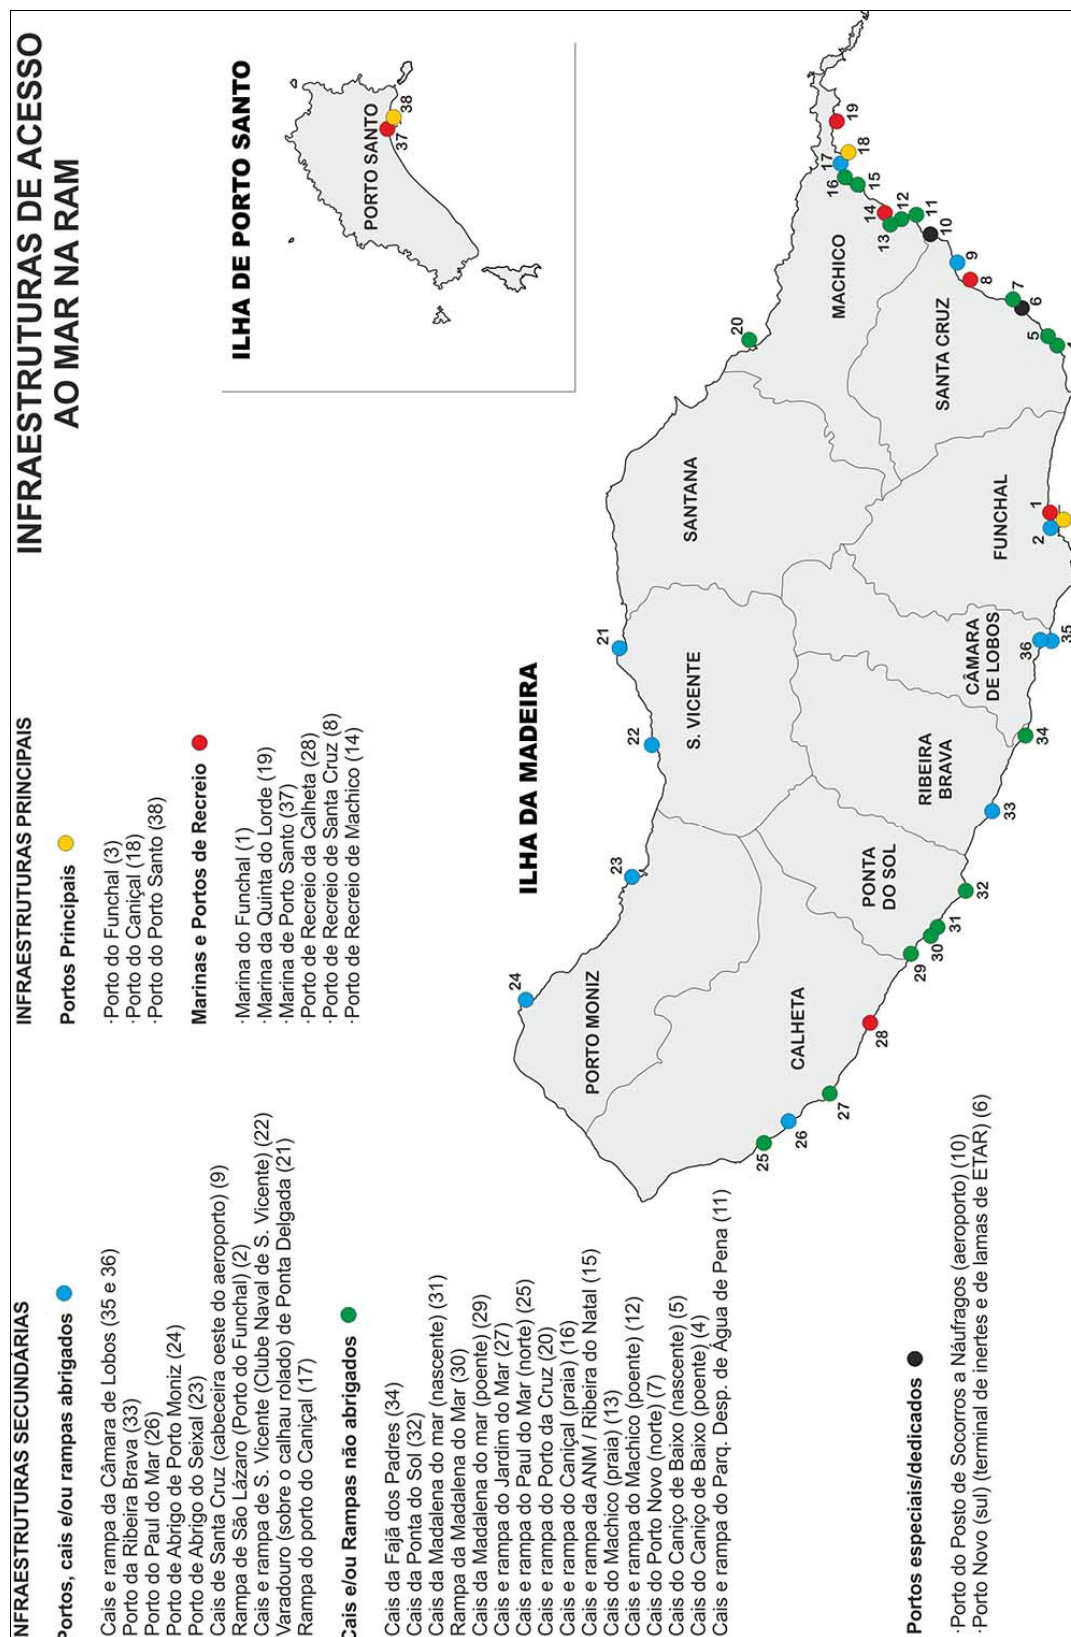 INFRAESTRUTURAS DE ACESSO
AO MAR NA RAM
NFRAESTRUTURAS SECUNDÁRIAS
Portos, cais e/ou rampas abrigados
Cais e rampa da Câmara de Lobos (35 e 36)
Porto da Ribeira Brava (33)
Porto do Paul do Mar (26)
Porto de Abrigo de Porto Moniz (24)
Porto de Abrigo do Seixal (23)
Cais de Santa Cruz (cabeceira oeste do aeroporto) (9)
Rampa de São Lázaro (Porto do Funchal) (2)
Cais e rampa de S. Vicente (Clube Naval de S. Vicente) (22)
Varadouro (sobre o calhau rolado) de Ponta Delgada (21)
Rampa do porto do Caniçal (17)
Cais e/ou Rampas não abrigados
Cais da Fajã dos Padres (34)
Cais da Ponta do Sol (32)
Cais da Madalena do mar (nascente) (31)
Rampa da Madalena do Mar (30)
Cais da Madalena do mar (poente) (29)
Cais e rampa do Jardim do Mar (27)
Cais e rampa do Paul do Mar (norte) (25)
Cais e rampa do Porto da Cruz (20)
Cais e rampa do Caniçal (praia) (16)
Cais e rampa da ANM / Ribeira do Natal (15)
Cais do Machico (praia) (13)
Cais e rampa do Machico (poente) (12)
Cais do Porto Novo (norte) (7)
Cais do Caniço de Baixo (nascente) (5)
Cais do Caniço de Baixo (poente) (4)
Cais e rampa do Parq. Desp. de Água de Pena (11)
Portos especiais/dedicados
·Porto do Posto de Socorros a Náufragos (aeroporto) (10)
·Porto Novo (sul) (terminal de inertes e de lamas de ETAR) (6)
INFRAESTRUTURAS PRINCIPAIS
Portos Principais
·Porto do Funchal (3)
·Porto do Caniçal (18)
·Porto do Porto Santo (38)
Marinas e Portos de Recreio
·Marina do Funchal (1)
·Marina da Quinta do Lorde (19)
·Marina de Porto Santo (37)
·Porto de Recreio da Calheta (28)
·Porto de Recreio de Santa Cruz (8)
·Porto de Recreio de Machico (14)
ILHA DE PORTO SANTO
PORTO SANTO
37
38
ILHA DA MADEIRA
PORTO MONIZ
S. VICENTE
SANTANA
MACHICO
SANTA CRUZ
CALHETA
PONTA
DO SOL
RIBEIRA
BRAVA
CÂMARA
DE LOBOS
FUNCHAL
24
23
22
21
20
19
18
17
16
15
14
13
12
11
10
9
8
7
6
5
1
2
36
35
34
33
32
31
30
29
28
27
26
25